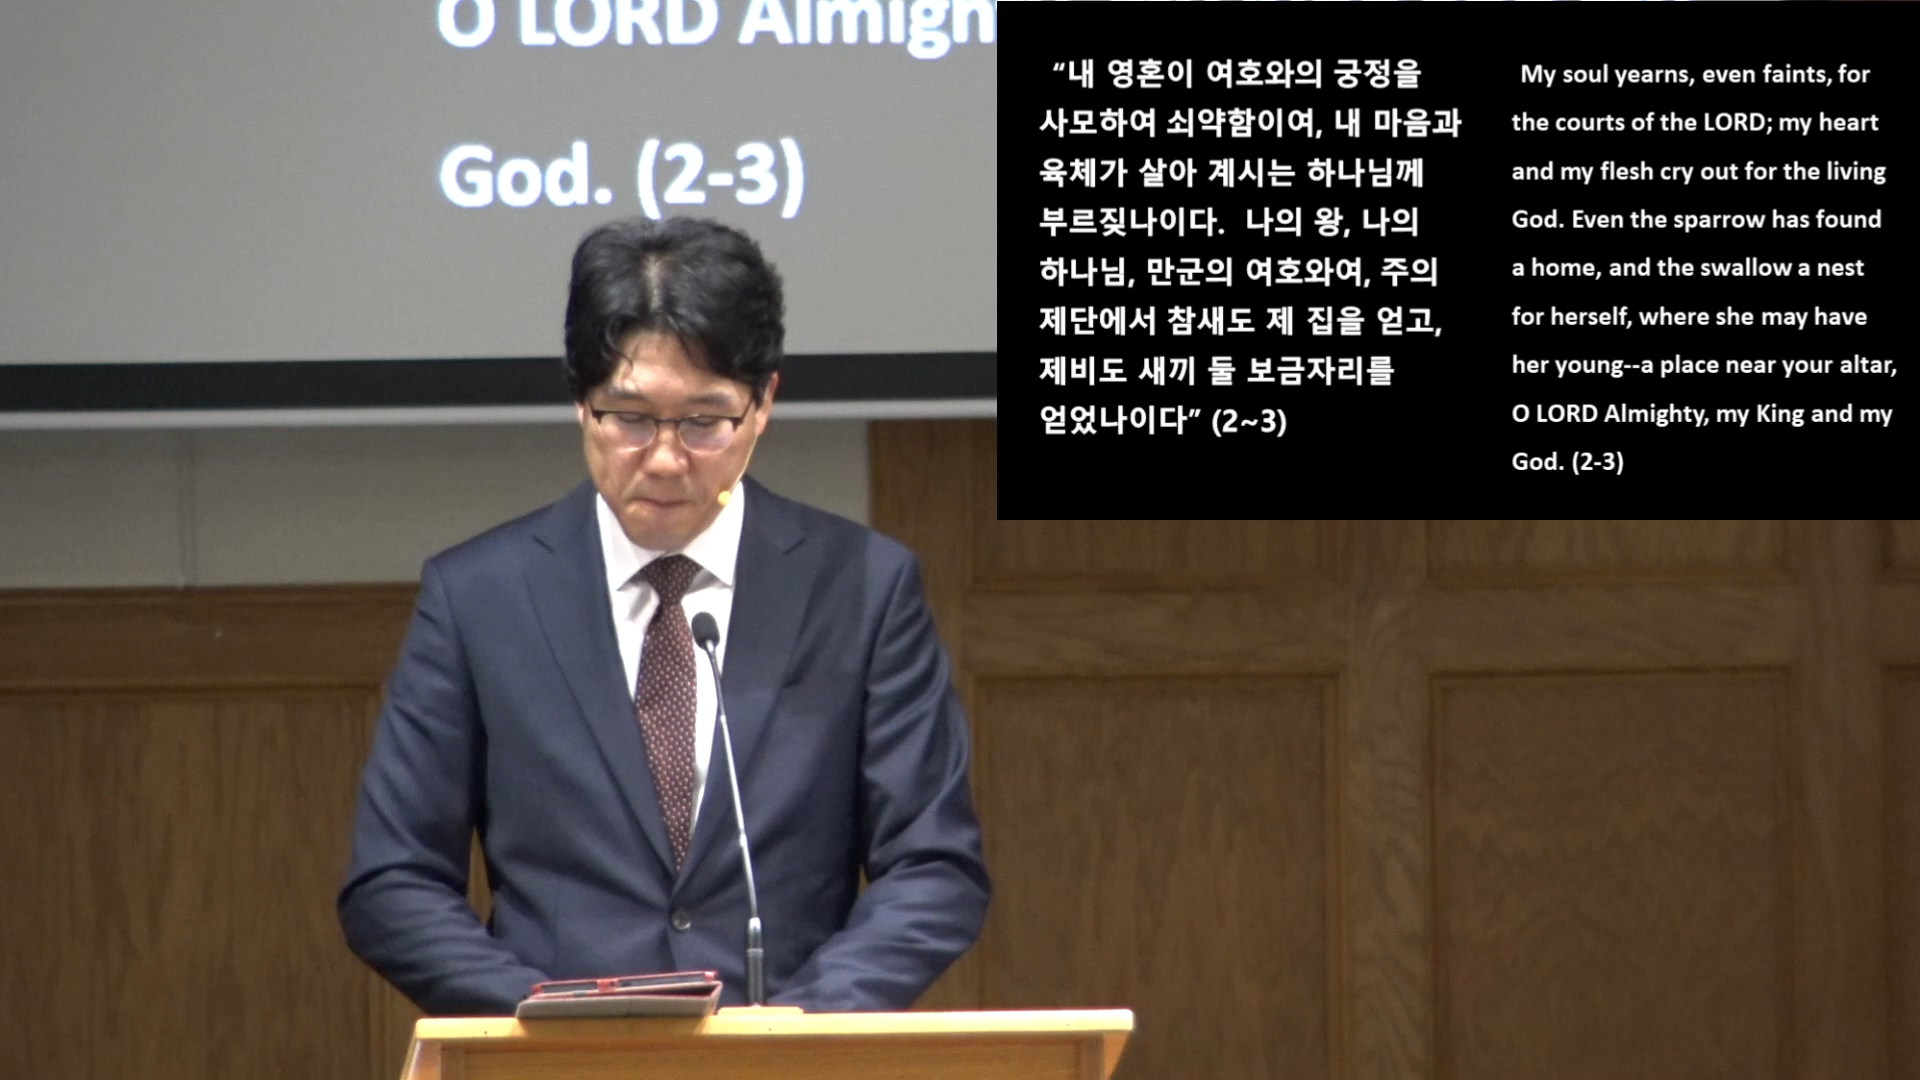 O LORD Almigh
God. (2-3)
“내 영혼이 여호와의 궁정을
사모하여 쇠약함이여, 내 마음과
육체가 살아 계시는 하나님께
부르짖나이다.  나의 왕, 나의
하나님, 만군의 여호와여, 주의
제단에서 참새도 제 집을 얻고,
제비도 새끼 둘 보금자리를
얻었나이다” (2~3)
My soul yearns, even faints, for
the courts of the LORD; my heart
and my flesh cry out for the living
God. Even the sparrow has found
a home, and the swallow a nest
for herself, where she may have
her young--a place near your altar,
O LORD Almighty, my King and my
God. (2-3)